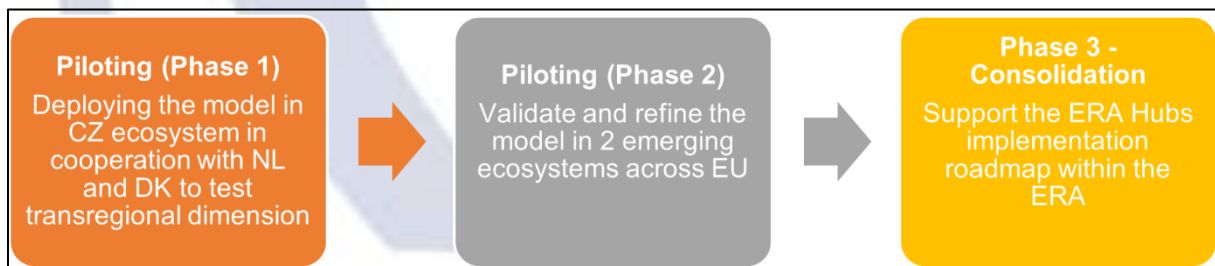 Piloting (Phase 1)
Deploying the model in
CZ ecosystem in
cooperation with NL
and DK to test
transregional dimension
Piloting (Phase 2)
Validate and refine the
model in 2 emerging
ecosystems across EU
Phase 3 -
Consolidation
Support the ERA Hubs
implementation
roadmap within the
ERA